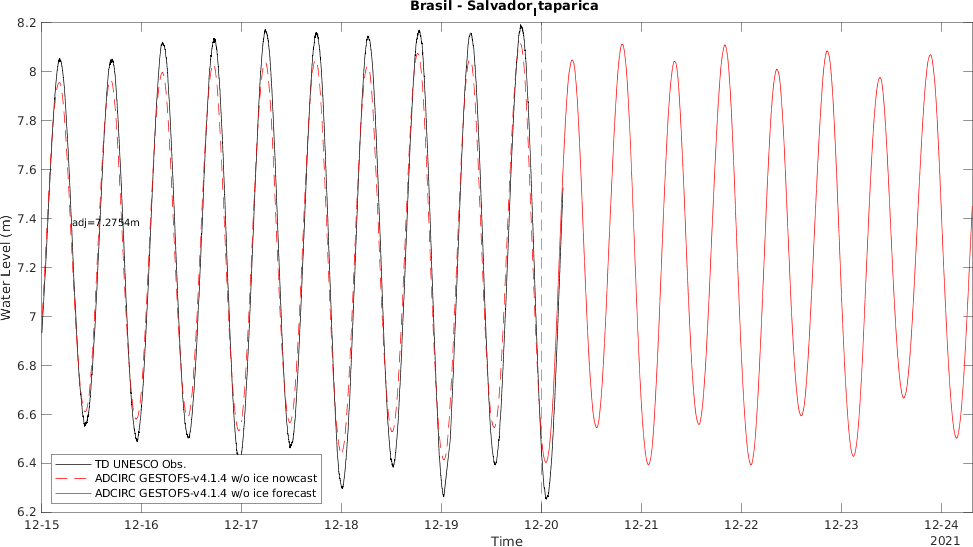 Brasil - Salvador_Itaparica
8.2
8
7.8
7.6
7.4
7.2
7
6.8
6.6
6.4
6.2
Water Level (m)
adj=7.2754m
TD UNESCO Obs.
ADCIRC GESTOFS-v4.1.4 w/o ice nowcast
ADCIRC GESTOFS-v4.1.4 w/o ice forecast
12-15 12-16 12-17 12-18 12-19 12-20 12-21 12-22 12-23 12-24
Time
2021